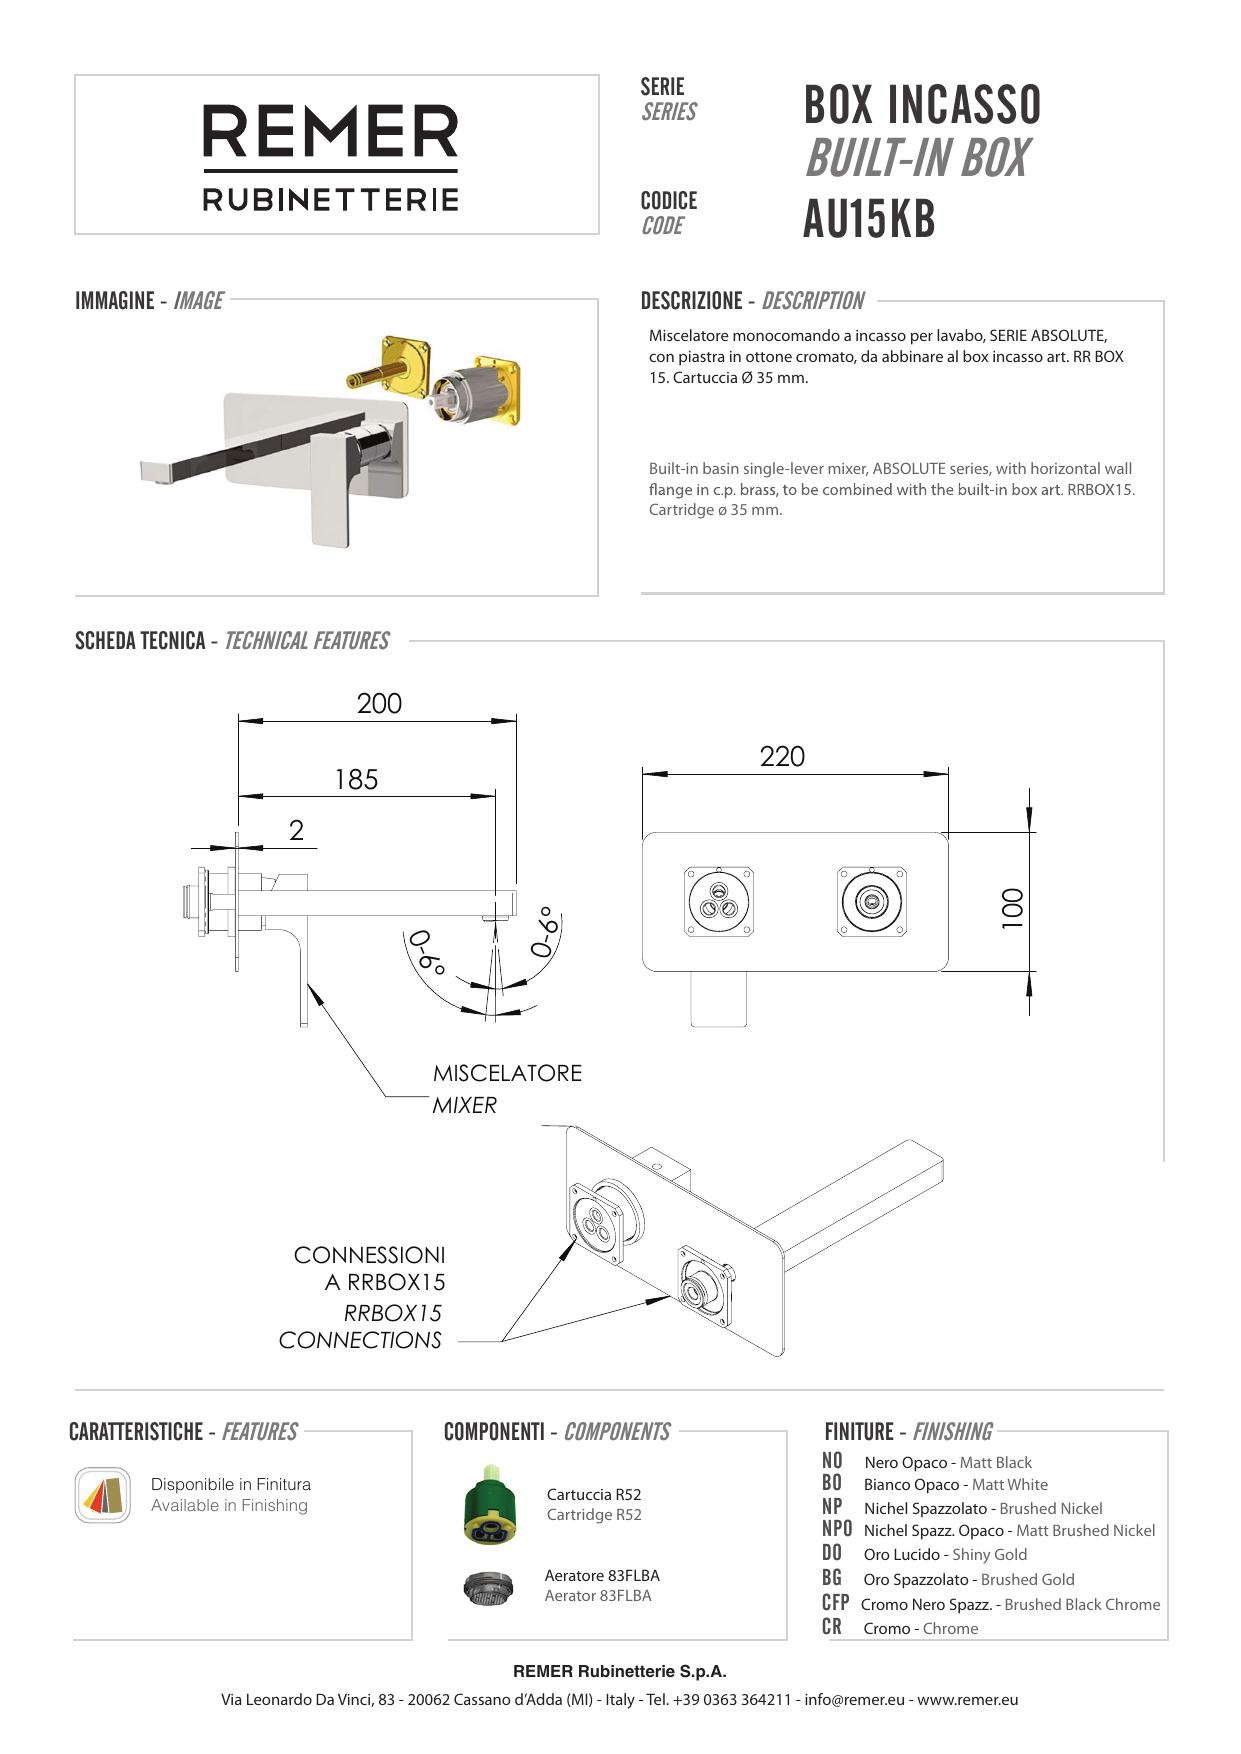 REMER
RUBINETTERIE
SERIE
SERIES
BOX INCASSO
BUILT-IN BOX
CODICE
CODE
AU15KB
IMMAGINE - IMAGE
DESCRIZIONE - DESCRIPTION
Miscelatore monocomando a incasso per lavabo, SERIE ABSOLUTE,
con piastra in ottone cromato, da abbinare al box incasso art. RR BOX
15. Cartuccia Ø 35 mm.
Built-in basin single-lever mixer, ABSOLUTE series, with horizontal wall
flange in c.p. brass, to be combined with the built-in box art. RRBOX15.
Cartridge ø 35 mm.
SCHEDA TECNICA - TECHNICAL FEATURES
200
185
2
0-6°
0-6°
220
100
MISCELATORE
MIXER
CONNESSIONI
A RRBOX15
RRBOX15
CONNECTIONS
CARATTERISTICHE - FEATURES
Disponibile in Finitura
Available in Finishing
COMPONENTI - COMPONENTS
Cartuccia R52
Cartridge R52
Aeratore 83FLBA
Aerator 83FLBA
FINITURE - FINISHING
NO Nero Opaco - Matt Black
BO Bianco Opaco - Matt White
NP Nichel Spazzolato - Brushed Nickel
NPO Nichel Spazz. Opaco - Matt Brushed Nickel
DO Oro Lucido - Shiny Gold
BG Oro Spazzolato - Brushed Gold
CFP Cromo Nero Spazz. - Brushed Black Chrome
CR Cromo - Chrome
REMER Rubinetterie S.p.A.
Via Leonardo Da Vinci, 83 - 20062 Cassano d'Adda (MI) - Italy - Tel. +39 0363 364211 - info@remer.eu - www.remer.eu